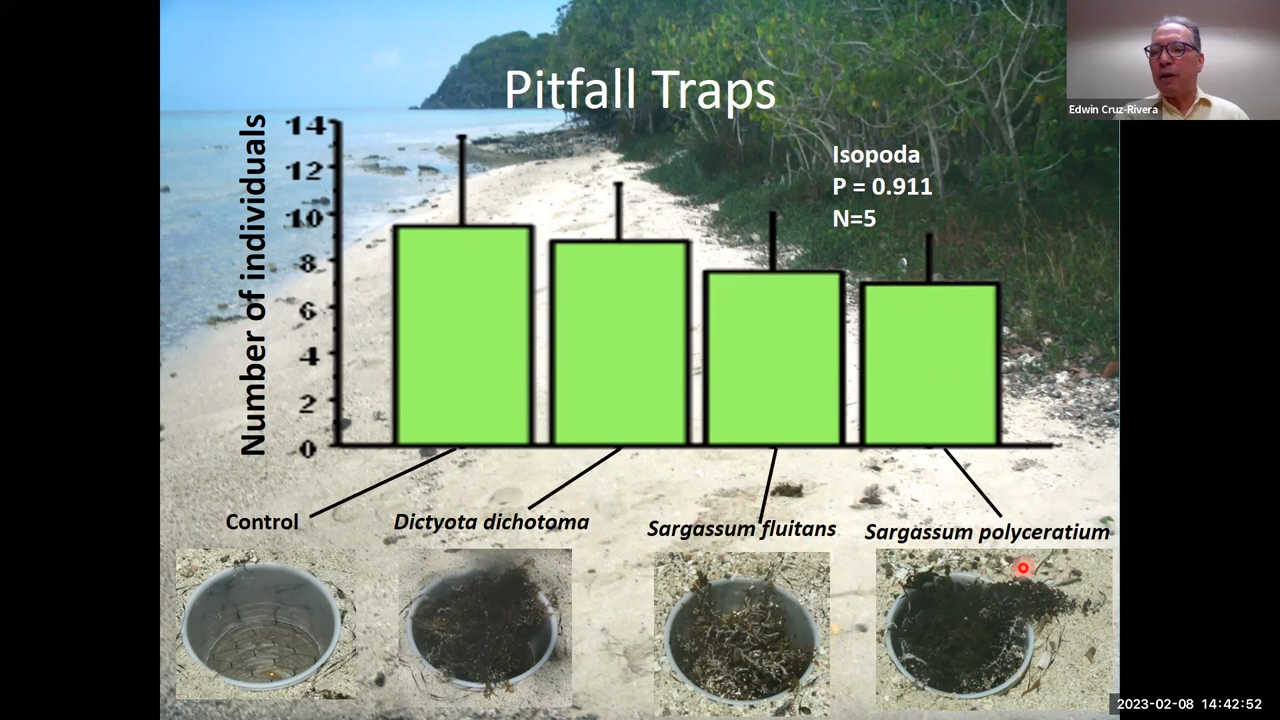 Pitfall Traps
Edwin Cruz-Rivera
Isopoda
P = 0.911
N=5
Number of individuals
14
12
10
8
6
4
2
0
Control
Dictyota dichotoma
Sargassum fluitans
Sargassum polyceratium
2023-02-08 14:42:52